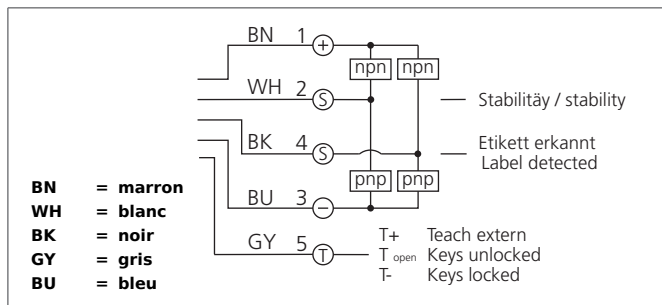 BN 1 +
npn npn
WH 2 S
Stabilitäy / stability
BK 4 S
Etikett erkannt
Label detected
pnp pnp
BU 3 −
GY 5 T
T+ Teach extern
T open Keys unlocked
T- Keys locked
BN = marron
WH = blanc
BK = noir
GY = gris
BU = bleu